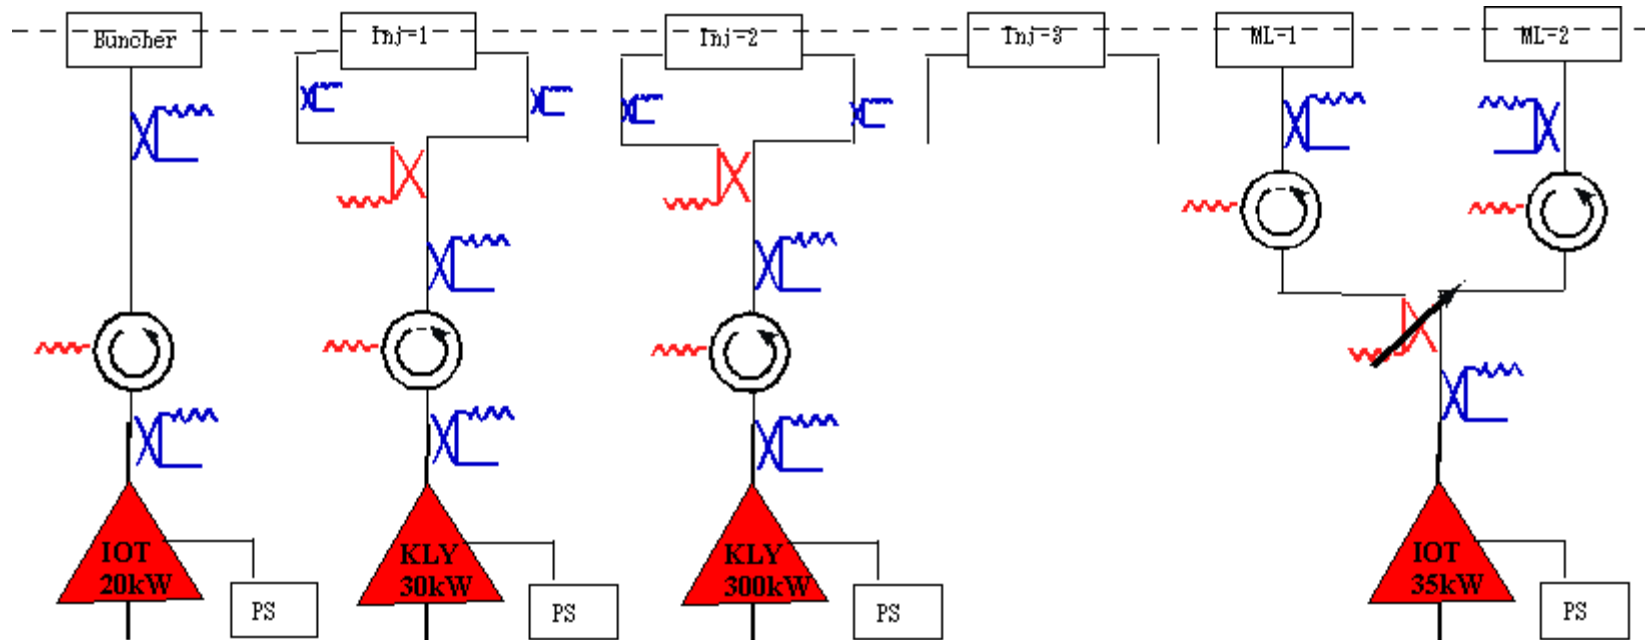 Buncher
Inj-1
Inj-2
Inj-3
ML-1
ML-2
IOT
20kW
KLY
30kW
KLY
300kW
IOT
35kW
PS
PS
PS
PS